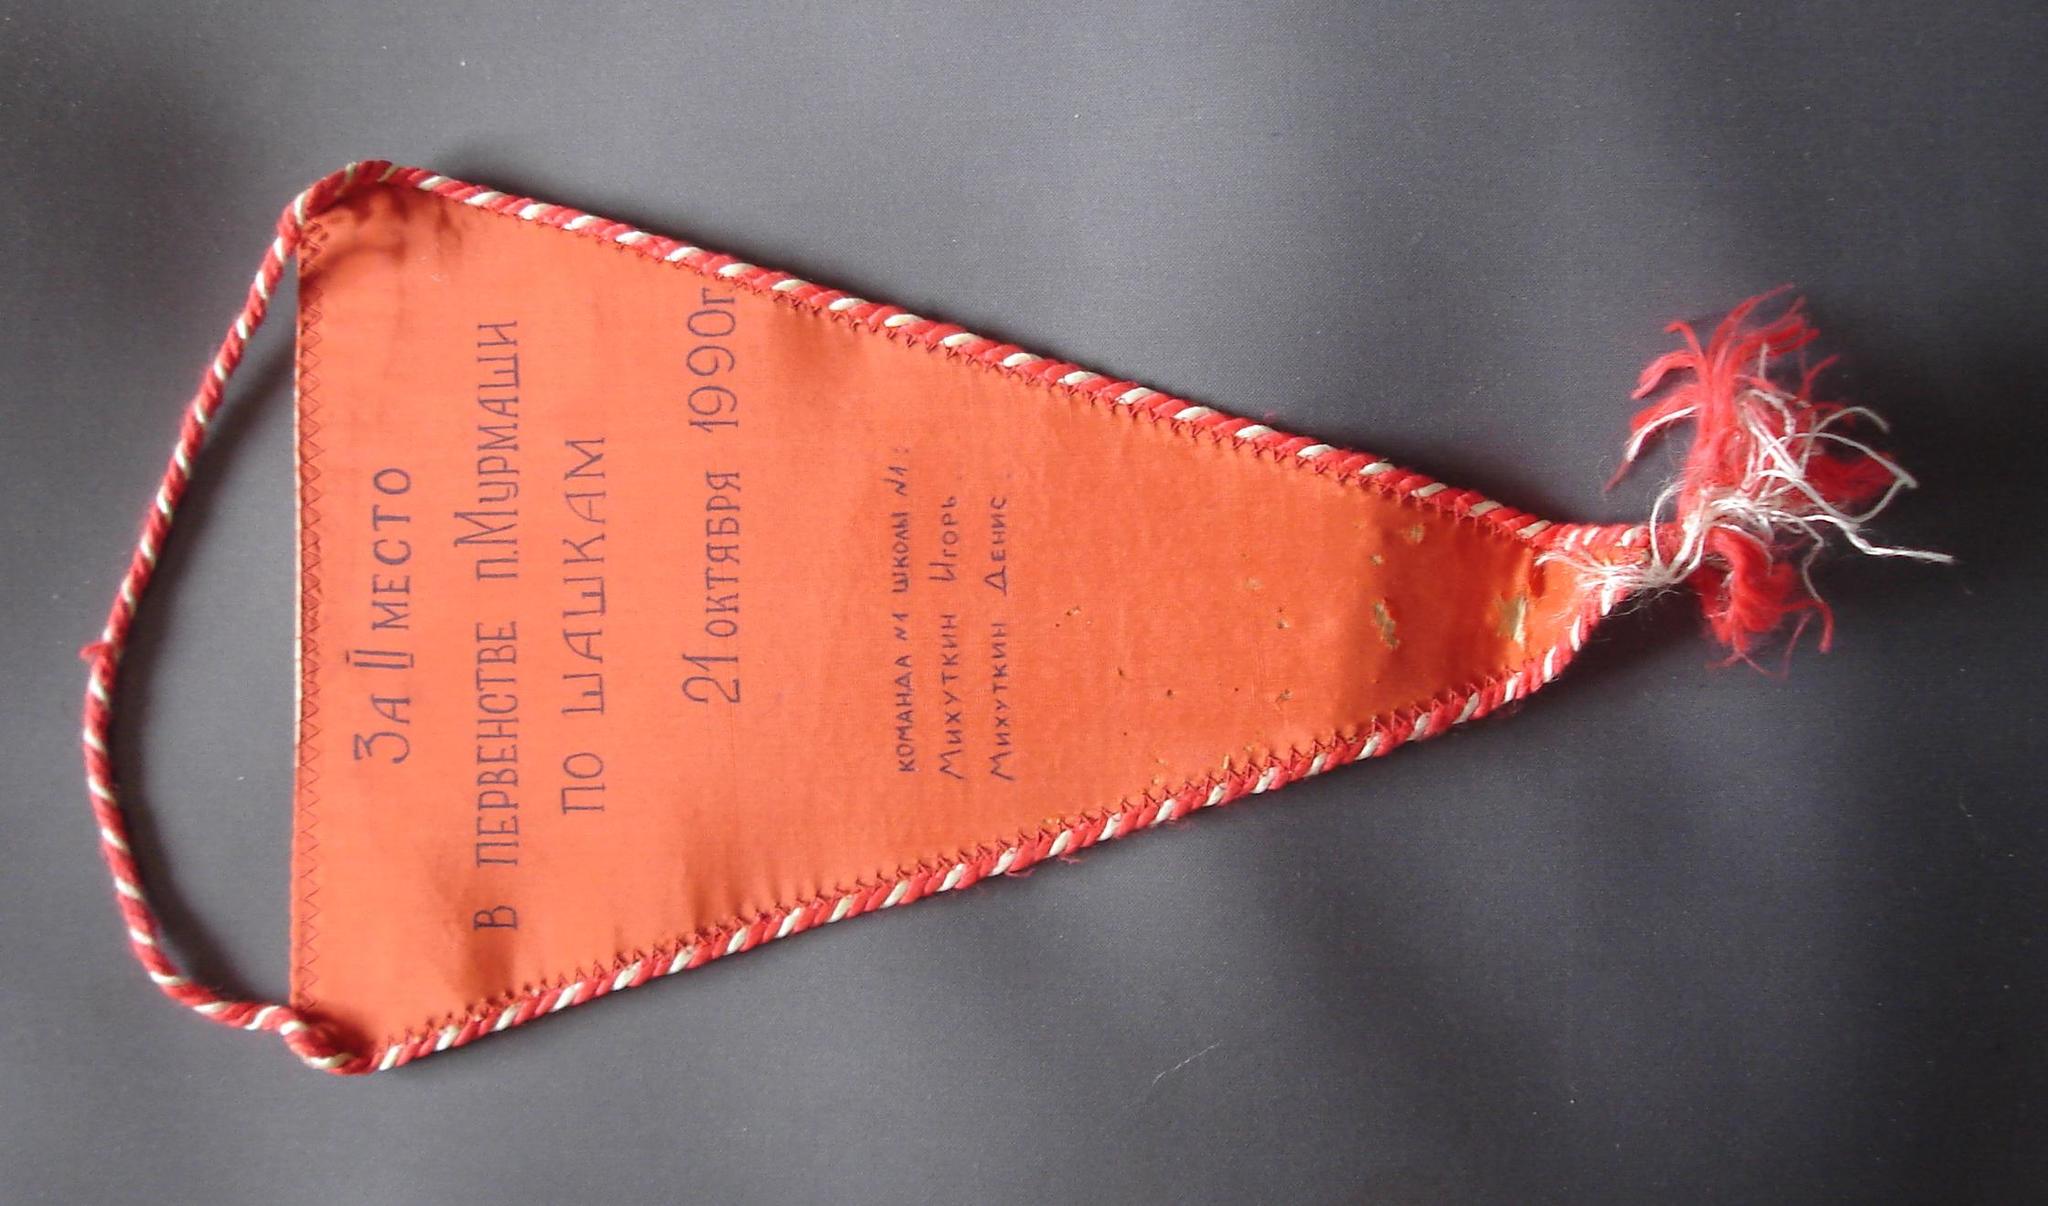 За II место
в первенстве п.Мурмаши
по шашкам
21 октября 1990г.
команда №1 школы №1:
Михуткин Игорь
Михуткин Денис